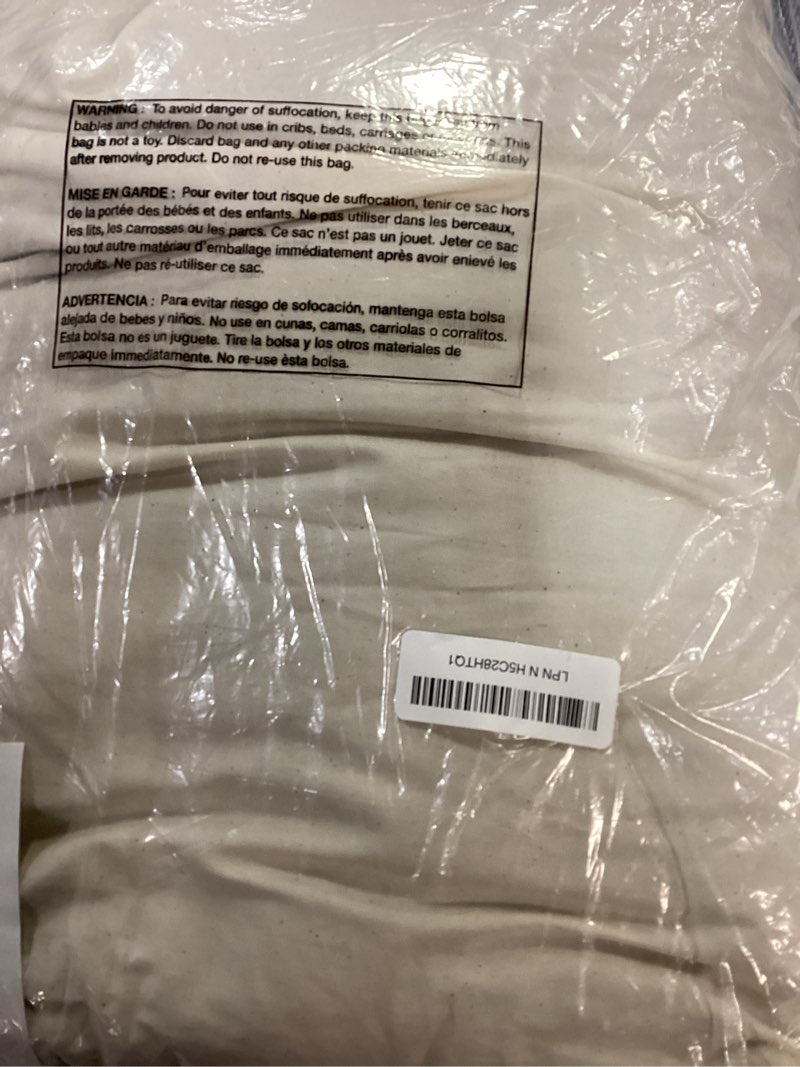 WARNING : To avoid danger of suffocation, keep this
babies and children. Do not use in cribs, beds, carriages This
bag is not a toy. Discard bag and any other packing materials immediately
after removing product. Do not re-use this bag.
MISE EN GARDE : Pour eviter tout risque de suffocation, tenir ce sac hors
de la portée des bébés et des enfants. Ne pas utiliser dans les berceaux,
les lits, les carrosses ou les parcs. Ce sac n'est pas un jouet. Jeter ce sac
ou tout autre matériau d'emballage immédiatement après avoir enlevé les
produits. Ne pas ré-utiliser ce sac.
ADVERTENCIA : Para evitar riesgo de sofocación, mantenga esta bolsa
alejada de bebes y niños. No use en cunas, camas, carriolas o corralitos.
Esta bolsa no es un juguete. Tire la bolsa y los otros materiales de
empaque immediatamente. No re-use èsta bolsa.
LPN N H5C28HTQ1